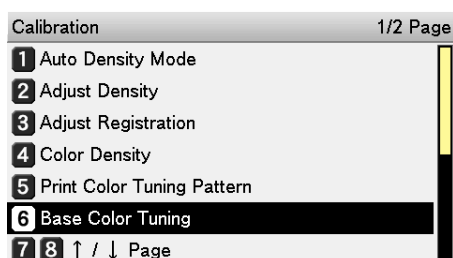 Calibration 1/2 Page
1 Auto Density Mode
2 Adjust Density
3 Adjust Registration
4 Color Density
5 Print Color Tuning Pattern
6 Base Color Tuning
7 8 ↑ / ↓ Page